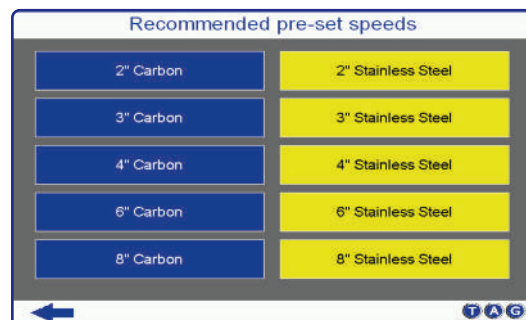 Recommended pre-set speeds
2" Carbon
2" Stainless Steel
3" Carbon
3" Stainless Steel
4" Carbon
4" Stainless Steel
6" Carbon
6" Stainless Steel
8" Carbon
8" Stainless Steel
TAG